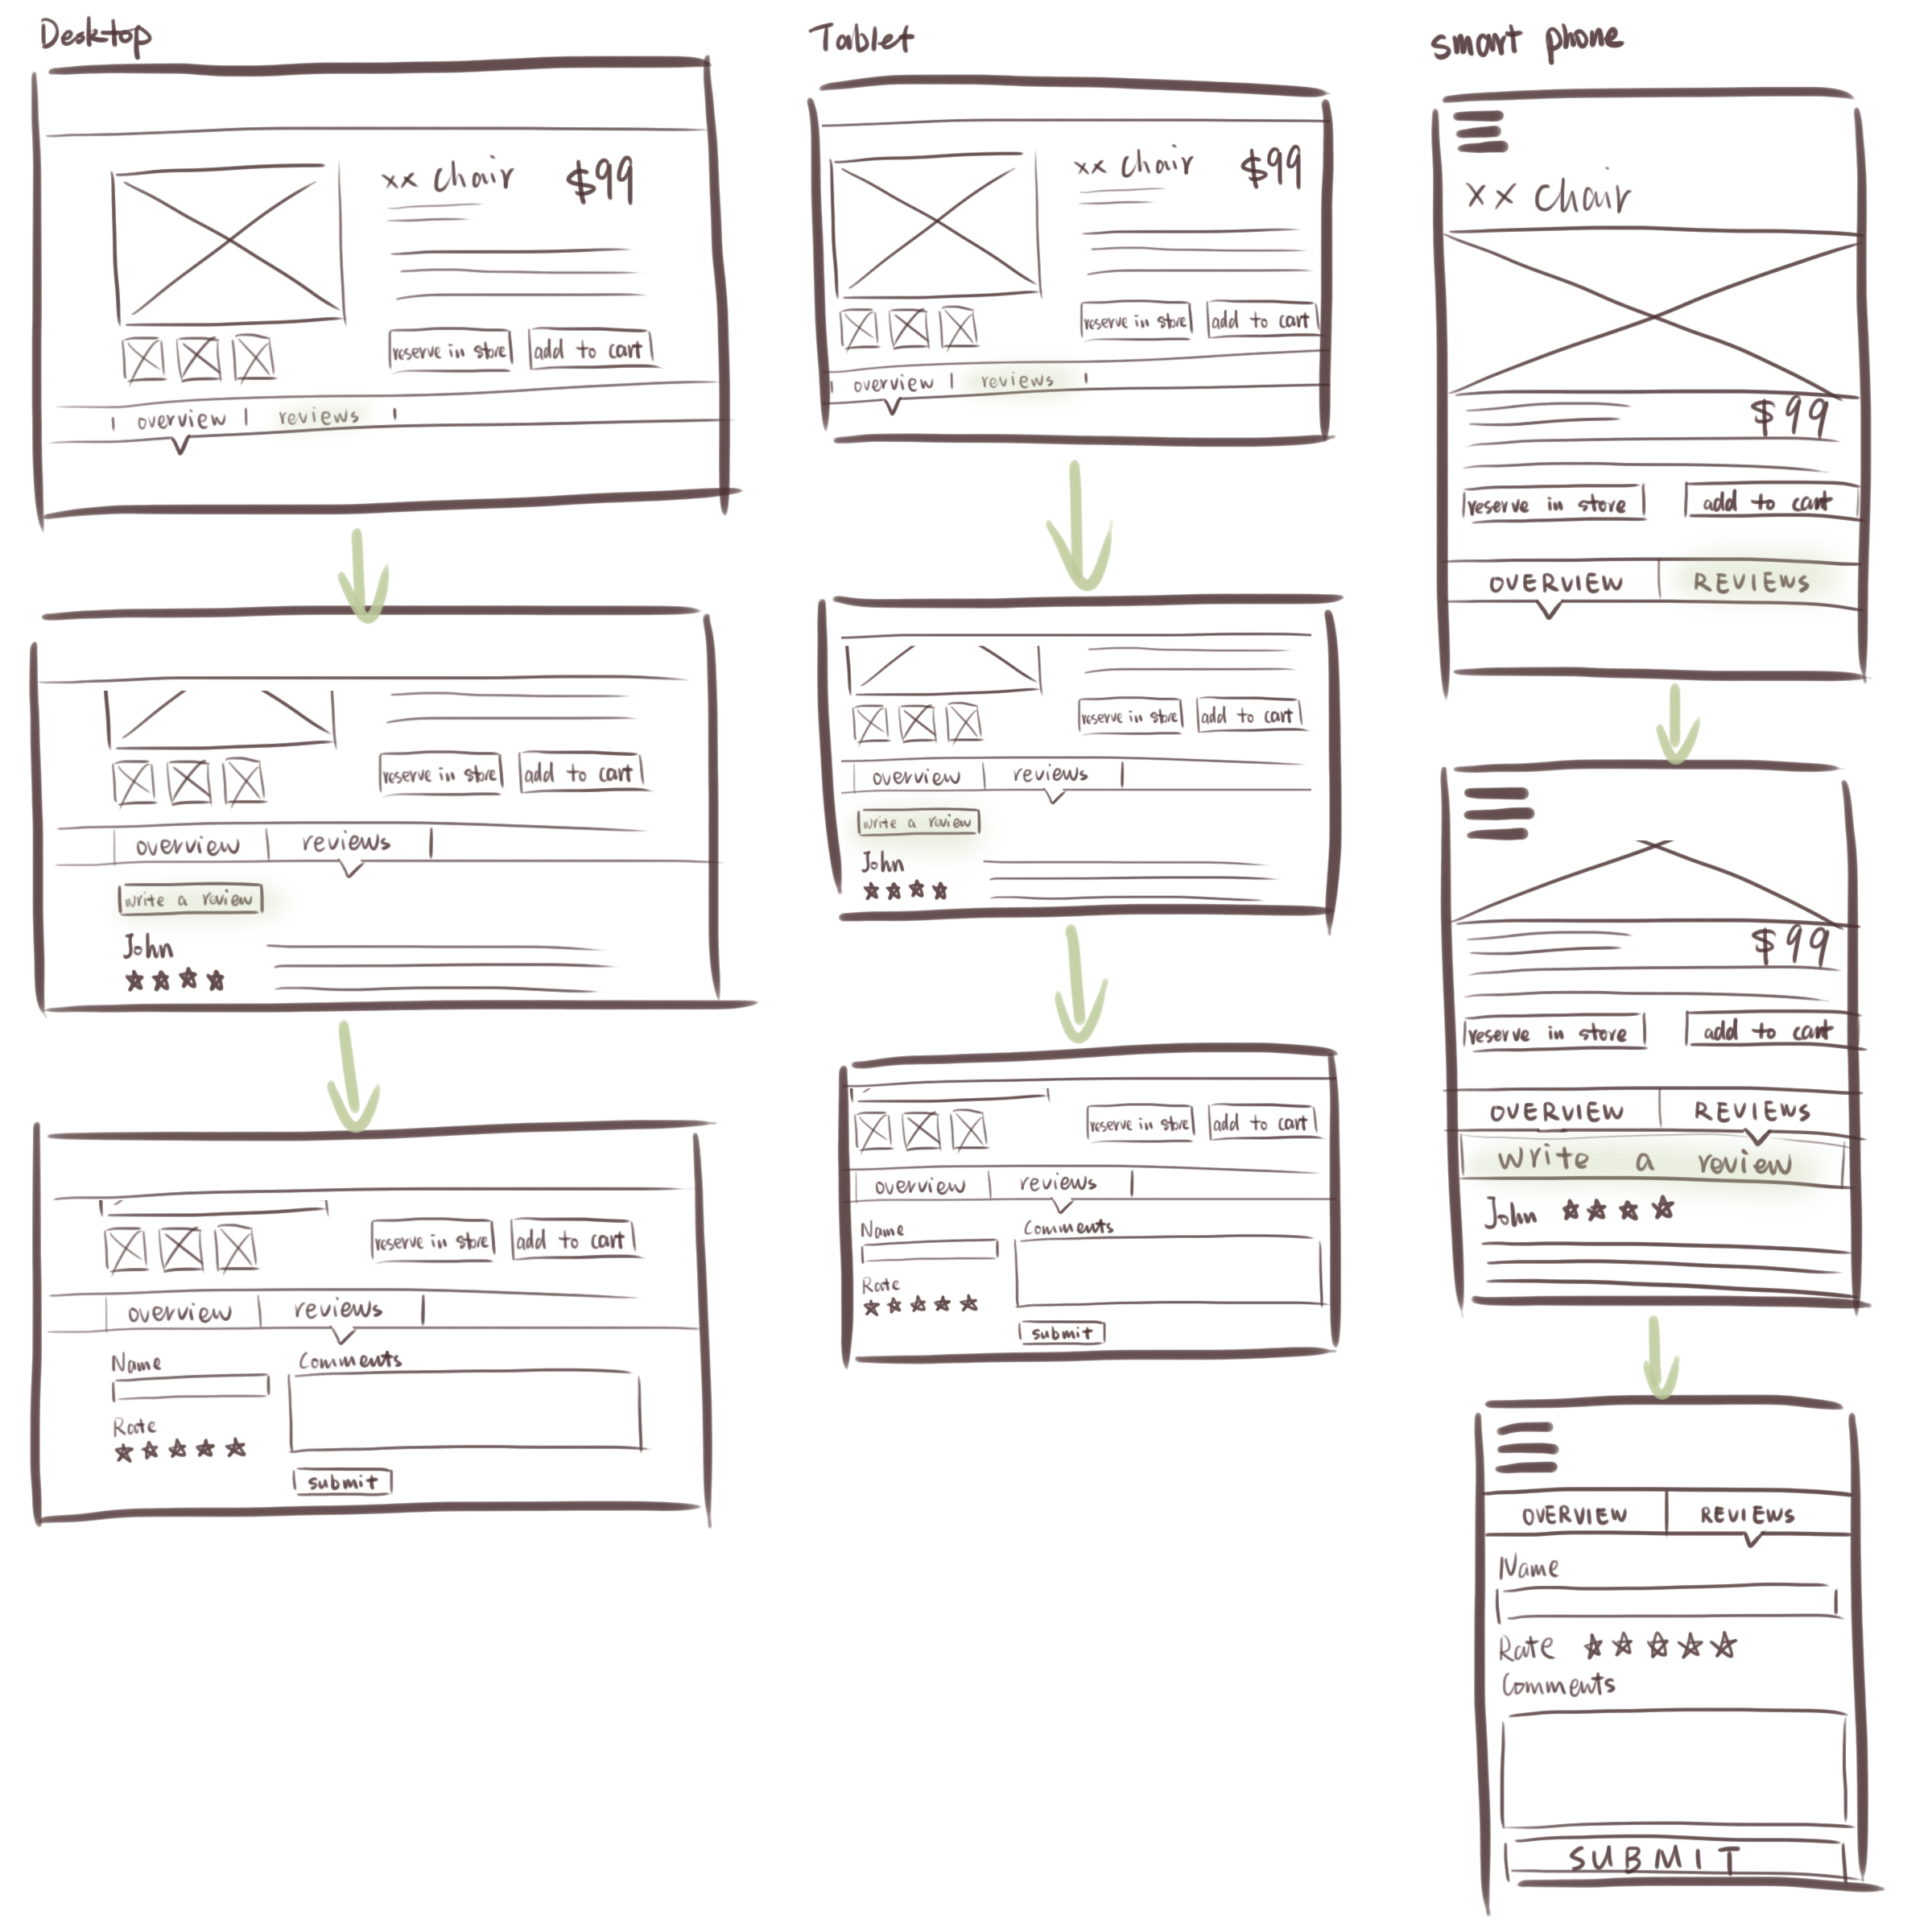 Desktop
xx chair $99
reserve in store add to cart
overview reviews
overview reviews
reserve in store add to cart
write a review
John
reserve in store add to cart
overview reviews
Name Comments
Rate
submit
Tablet
xx chair $99
reserve in store add to cart
overview reviews
reserve in store add to cart
overview reviews
write a review
John
reserve in store add to cart
overview reviews
Name Comments
Rate
submit
smart phone
xx chair
$99
reserve in store add to cart
OVERVIEW REVIEWS
$99
reserve in store add to cart
OVERVIEW REVIEWS
write a review
John
OVERVIEW REVIEWS
Name
Rate
Comments
SUBMIT